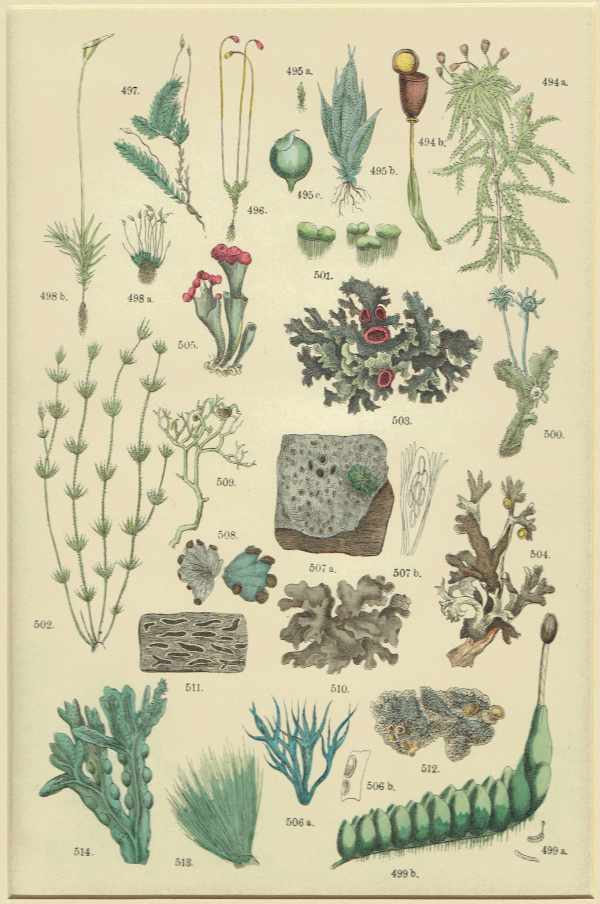 495 a.
494 a.
497.
494 b.
495 b.
495 c.
496.
501.
498 b.
498 a.
505.
503.
500.
509.
508.
504.
507 a.
507 b.
502.
511.
510.
512.
506 b.
506 a.
514.
513.
499 a.
499 b.